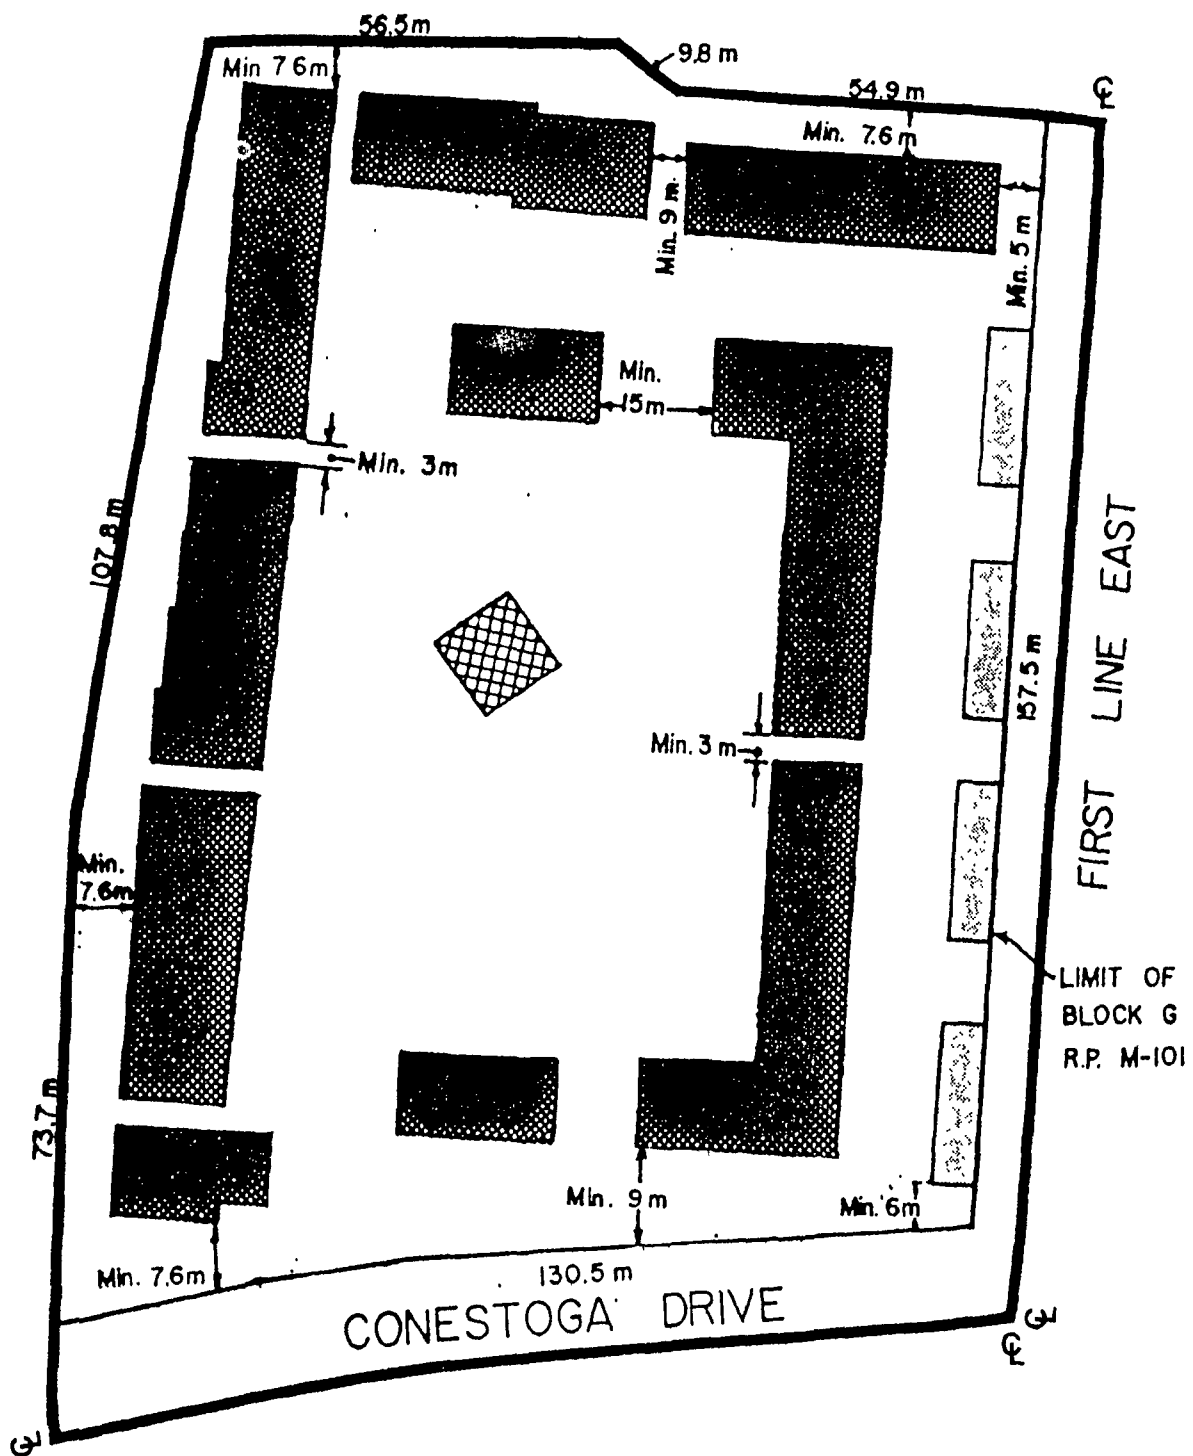 56.5 m
9.8 m
Min 7.6m
54.9 m
℄
Min. 7.6 m
Min. 9 m.
Min. 5 m
Min.
15m
Min. 3m
107.8 m
FIRST LINE EAST
157.5 m
Min. 3 m
Min.
7.6m
LIMIT OF
BLOCK G
R.P. M-101
73.7 m
Min. 9 m
Min. 6m
Min. 7.6m
130.5 m
CONESTOGA DRIVE
℄
℄
℄